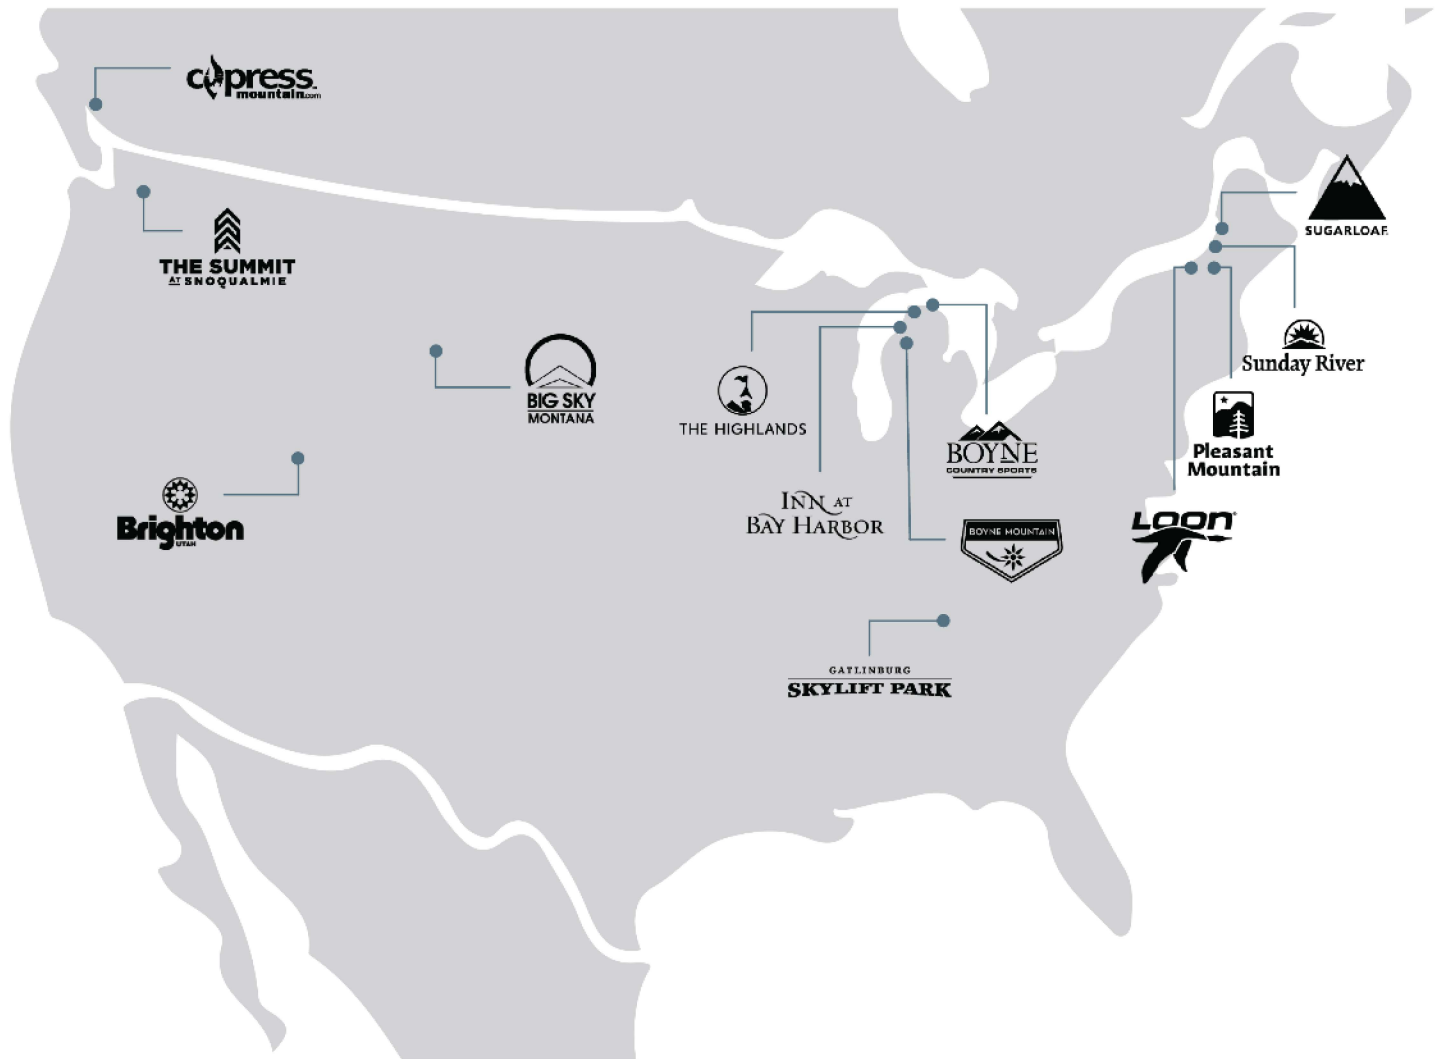 cypress
mountain.com
THE SUMMIT
AT SNOQUALMIE
BIG SKY
MONTANA
Brighton
UTAH
THE HIGHLANDS
INN AT
BAY HARBOR
BOYNE
COUNTRY SPORTS
BOYNE MOUNTAIN
GATLINBURG
SKYLIFT PARK
SUGARLOAF
Sunday River
Pleasant
Mountain
LOON